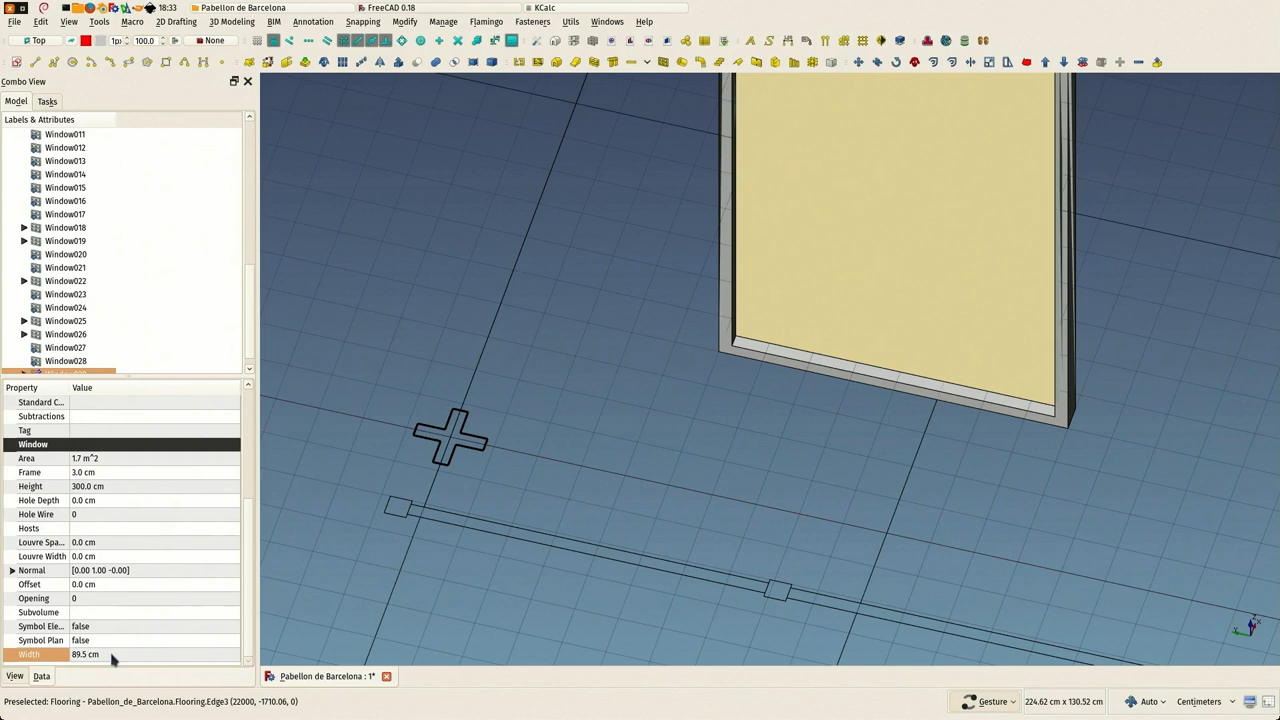 18:33 Pabellon de Barcelona FreeCAD 0.18 KCalc
File Edit View Tools Macro 2D Drafting 3D Modeling BIM Annotation Snapping Modify Manage Flamingo Fasteners Utils Windows Help
Top 1px 100.0 None
Combo View
Model Tasks
Labels & Attributes
Window011
Window012
Window013
Window014
Window015
Window016
Window017
Window018
Window019
Window020
Window021
Window022
Window023
Window024
Window025
Window026
Window027
Window028
Property Value
Standard C...
Subtractions
Tag
Window
Area 1.7 m^2
Frame 3.0 cm
Height 300.0 cm
Hole Depth 0.0 cm
Hole Wire 0
Hosts
Louvre Spa... 0.0 cm
Louvre Width 0.0 cm
Normal [0.00 1.00 -0.00]
Offset 0.0 cm
Opening 0
Subvolume
Symbol Ele... false
Symbol Plan false
Width 89.5 cm
View Data Pabellon de Barcelona : 1*
Preselected: Flooring - Pabellon_de_Barcelona.Flooring.Edge3 (22000, -1710.06, 0) Gesture 224.62 cm x 130.52 cm Auto Centimeters